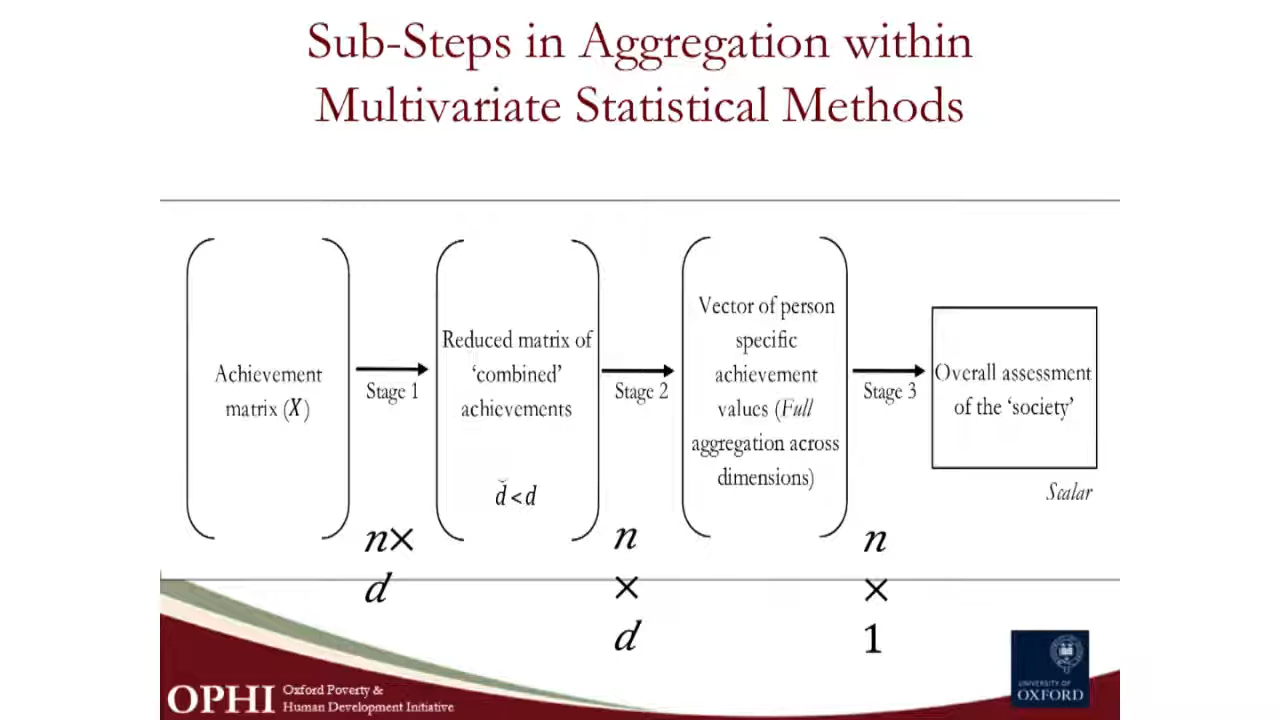 Sub-Steps in Aggregation within
Multivariate Statistical Methods
Achievement
matrix (X)
Stage 1
Reduced matrix of
‘combined’
achievements
d̆ < d
Stage 2
Vector of person
specific
achievement
values (Full
aggregation across
dimensions)
Stage 3
Overall assessment
of the ‘society’
Scalar
n×
d
n
×
d
n
×
1
OPHI
Oxford Poverty &
Human Development Initiative
UNIVERSITY OF
OXFORD